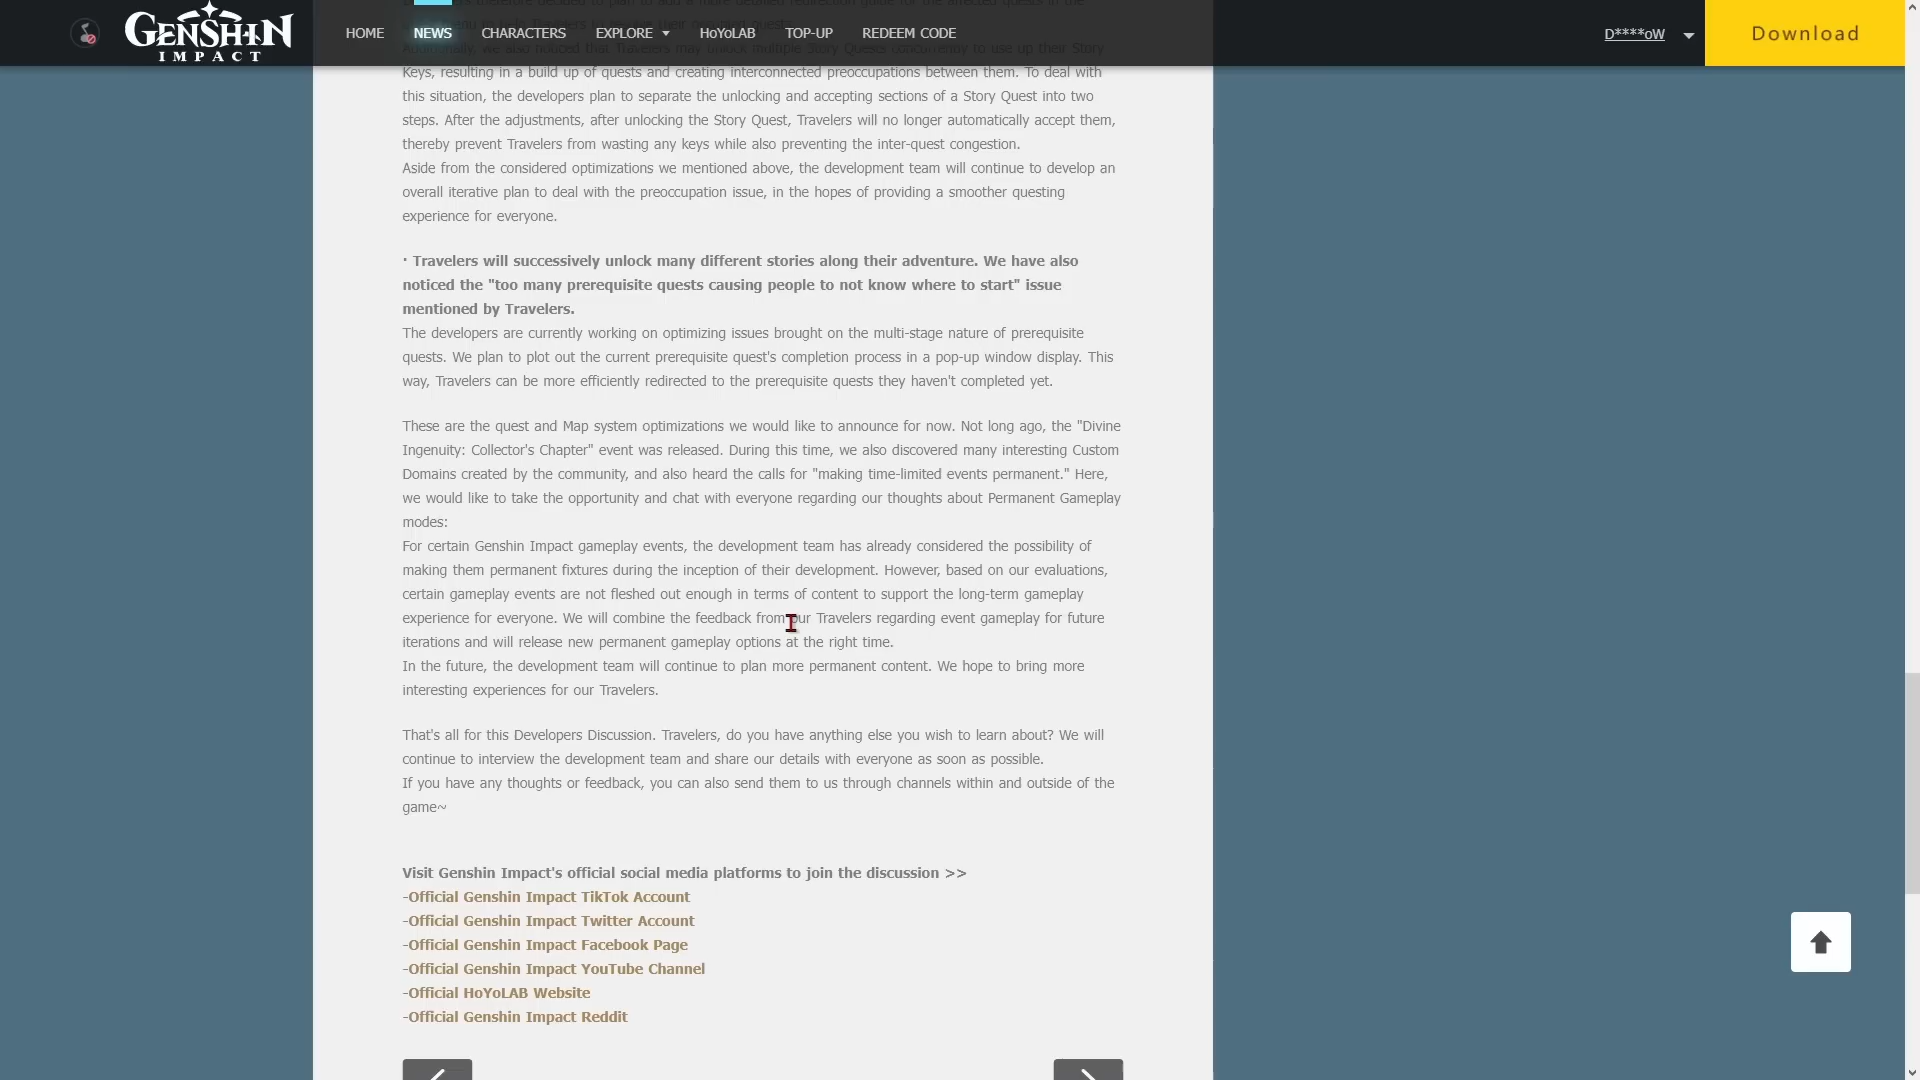 GENSHIN
IMPACT
HOME NEWS CHARACTERS EXPLORE HoYoLAB TOP-UP REDEEM CODE
D****oW
Download
Additionally, we also noticed that Travelers may unlock multiple Story Quests concurrently to use up their Story
Keys, resulting in a build up of quests and creating interconnected preoccupations between them. To deal with
this situation, the developers plan to separate the unlocking and accepting sections of a Story Quest into two
steps. After the adjustments, after unlocking the Story Quest, Travelers will no longer automatically accept them,
thereby prevent Travelers from wasting any keys while also preventing the inter-quest congestion.
Aside from the considered optimizations we mentioned above, the development team will continue to develop an
overall iterative plan to deal with the preoccupation issue, in the hopes of providing a smoother questing
experience for everyone.
· Travelers will successively unlock many different stories along their adventure. We have also
noticed the "too many prerequisite quests causing people to not know where to start" issue
mentioned by Travelers.
The developers are currently working on optimizing issues brought on the multi-stage nature of prerequisite
quests. We plan to plot out the current prerequisite quest's completion process in a pop-up window display. This
way, Travelers can be more efficiently redirected to the prerequisite quests they haven't completed yet.
These are the quest and Map system optimizations we would like to announce for now. Not long ago, the "Divine
Ingenuity: Collector's Chapter" event was released. During this time, we also discovered many interesting Custom
Domains created by the community, and also heard the calls for "making time-limited events permanent." Here,
we would like to take the opportunity and chat with everyone regarding our thoughts about Permanent Gameplay
modes:
For certain Genshin Impact gameplay events, the development team has already considered the possibility of
making them permanent fixtures during the inception of their development. However, based on our evaluations,
certain gameplay events are not fleshed out enough in terms of content to support the long-term gameplay
experience for everyone. We will combine the feedback from our Travelers regarding event gameplay for future
iterations and will release new permanent gameplay options at the right time.
In the future, the development team will continue to plan more permanent content. We hope to bring more
interesting experiences for our Travelers.
That's all for this Developers Discussion. Travelers, do you have anything else you wish to learn about? We will
continue to interview the development team and share our details with everyone as soon as possible.
If you have any thoughts or feedback, you can also send them to us through channels within and outside of the
game~
Visit Genshin Impact's official social media platforms to join the discussion >>
-Official Genshin Impact TikTok Account
-Official Genshin Impact Twitter Account
-Official Genshin Impact Facebook Page
-Official Genshin Impact YouTube Channel
-Official HoYoLAB Website
-Official Genshin Impact Reddit